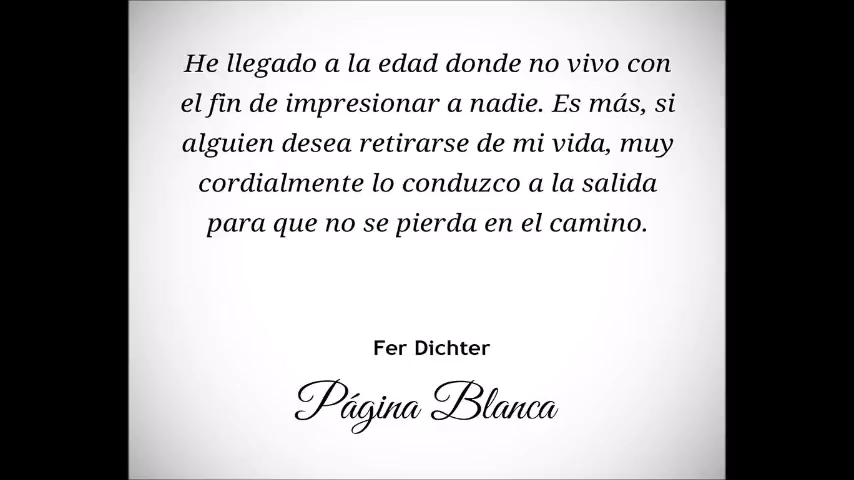 He llegado a la edad donde no vivo con
el fin de impresionar a nadie. Es más, si
alguien desea retirarse de mi vida, muy
cordialmente lo conduzco a la salida
para que no se pierda en el camino.
Fer Dichter
Página Blanca